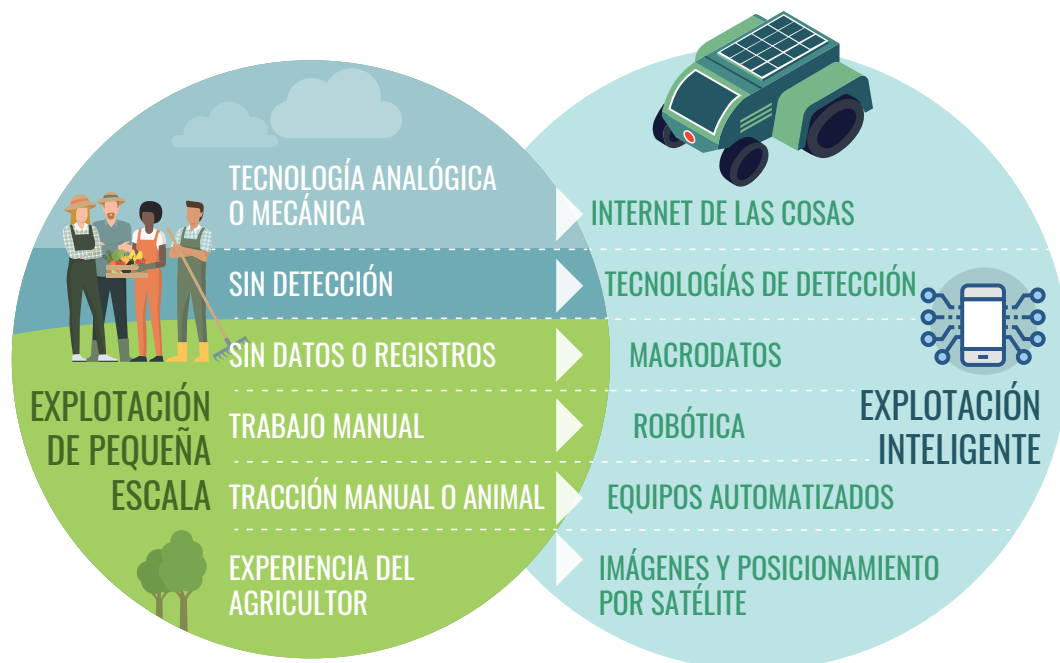 TECNOLOGÍA ANALÓGICA
O MECÁNICA
INTERNET DE LAS COSAS
SIN DETECCIÓN
TECNOLOGÍAS DE DETECCIÓN
SIN DATOS O REGISTROS
MACRODATOS
EXPLOTACIÓN
DE PEQUEÑA
ESCALA
TRABAJO MANUAL
ROBÓTICA
EXPLOTACIÓN
INTELIGENTE
TRACCIÓN MANUAL O ANIMAL
EQUIPOS AUTOMATIZADOS
EXPERIENCIA DEL
AGRICULTOR
IMÁGENES Y POSICIONAMIENTO
POR SATÉLITE